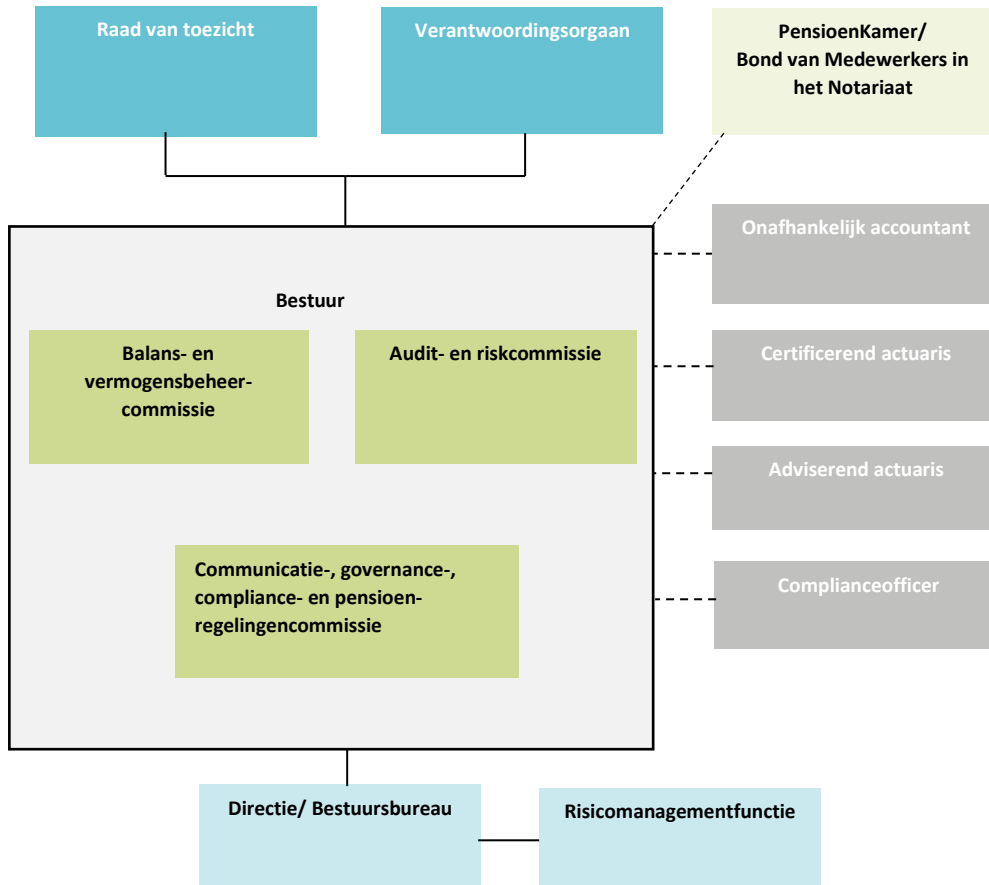 Raad van toezicht
Verantwoordingsorgaan
PensioenKamer/
Bond van Medewerkers in
het Notariaat
Onafhankelijk accountant
Bestuur
Balans- en
vermogensbeheer-
commissie
Audit- en riskcommissie
Certificerend actuaris
Adviserend actuaris
Communicatie-, governance-,
compliance- en pensioen-
regelingencommissie
Complianceofficer
Directie/ Bestuursbureau
Risicomanagementfunctie